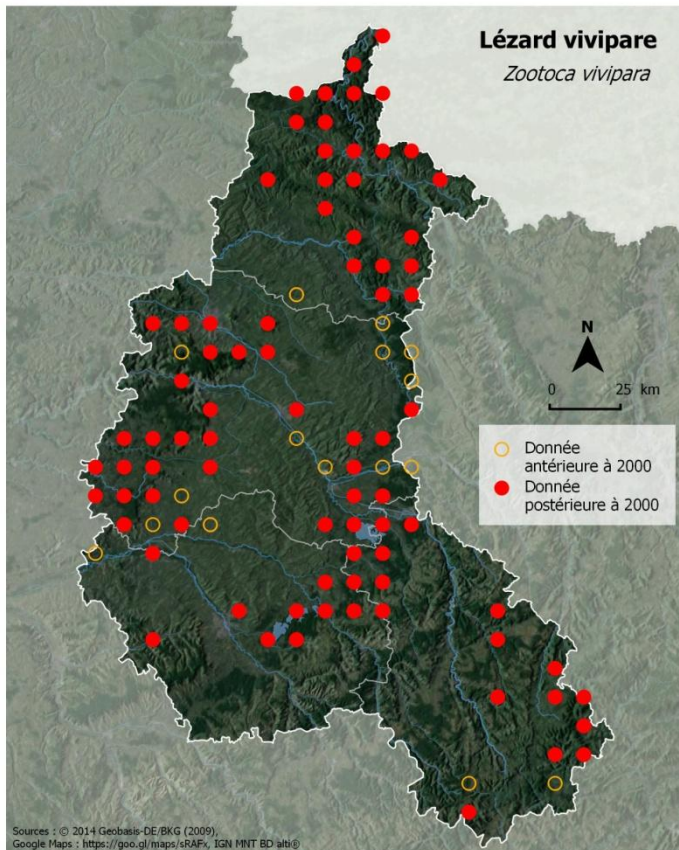 Lézard vivipare
Zootoca vivipara
N
0 25 km
Donnée
antérieure à 2000
Donnée
postérieure à 2000
Sources : © 2014 Geobasis-DE/BKG (2009),
Google Maps : https://goo.gl/maps/sRAFx, IGN MNT BD alti®